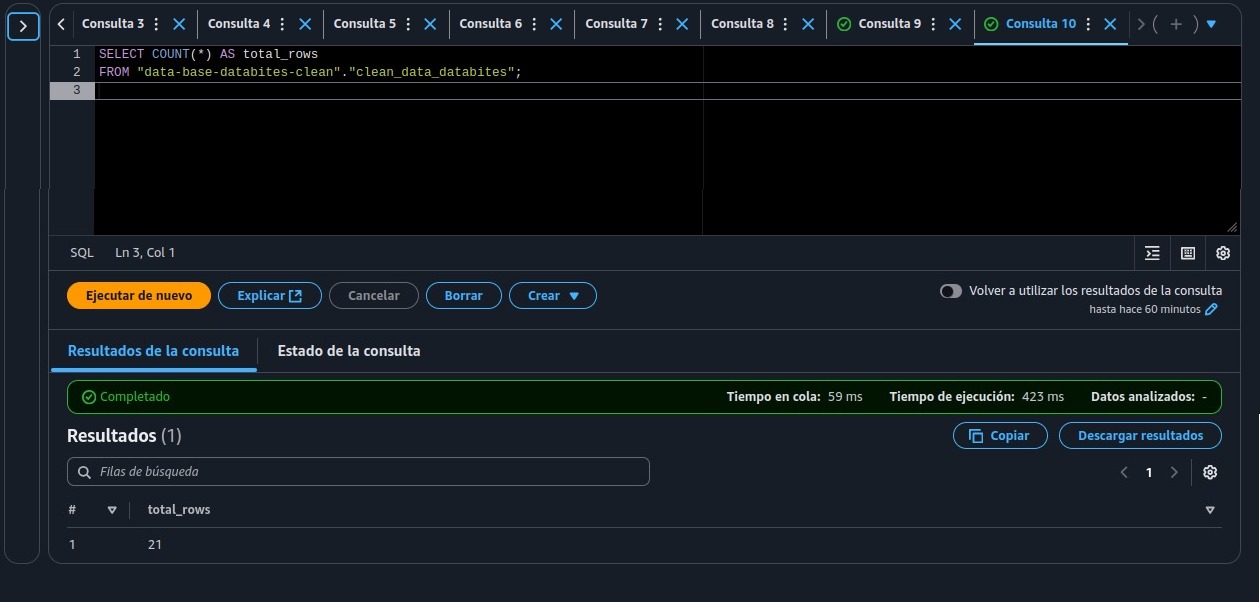 Consulta 3 Consulta 4 Consulta 5 Consulta 6 Consulta 7 Consulta 8 Consulta 9 Consulta 10
1 SELECT COUNT(*) AS total_rows
2 FROM "data-base-databites-clean"."clean_data_databites";
3
SQL Ln 3, Col 1
Ejecutar de nuevo Explicar Cancelar Borrar Crear Volver a utilizar los resultados de la consulta
hasta hace 60 minutos
Resultados de la consulta Estado de la consulta
Completado Tiempo en cola: 59 ms Tiempo de ejecución: 423 ms Datos analizados: -
Resultados (1) Copiar Descargar resultados
Filas de búsqueda 1
# total_rows
1 21